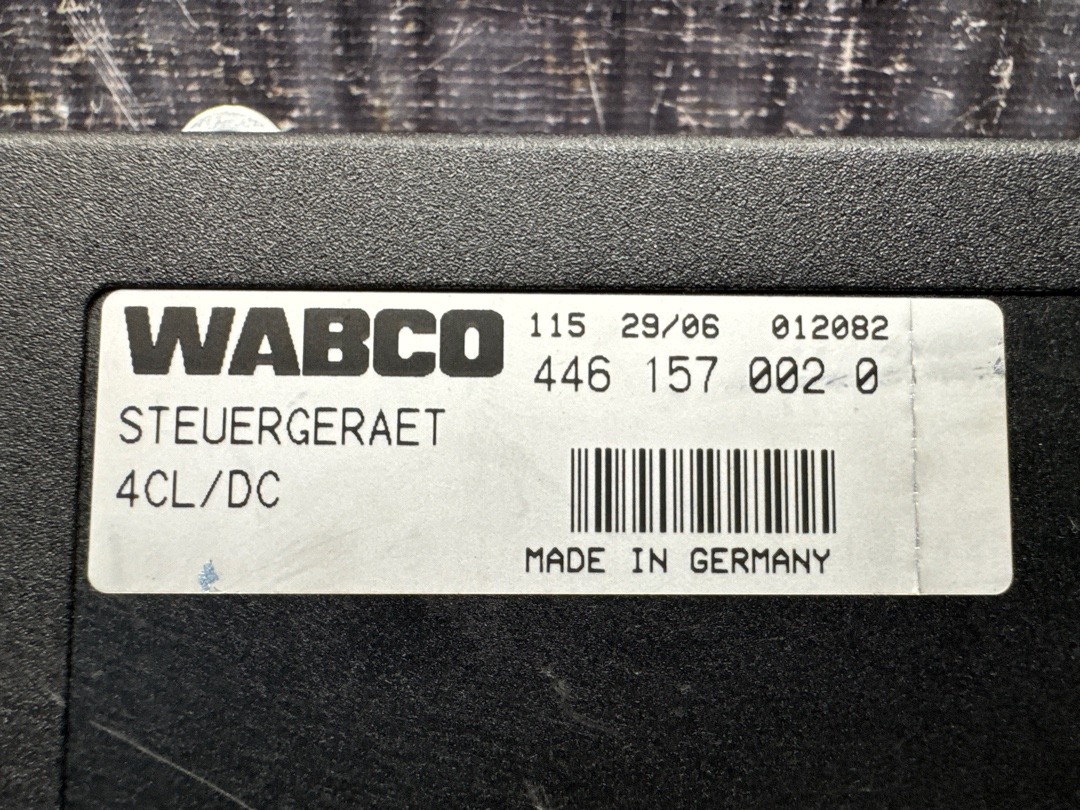 WABCO
115 29/06 012082
446 157 002 0
STEUERGERAET
4CL/DC
MADE IN GERMANY